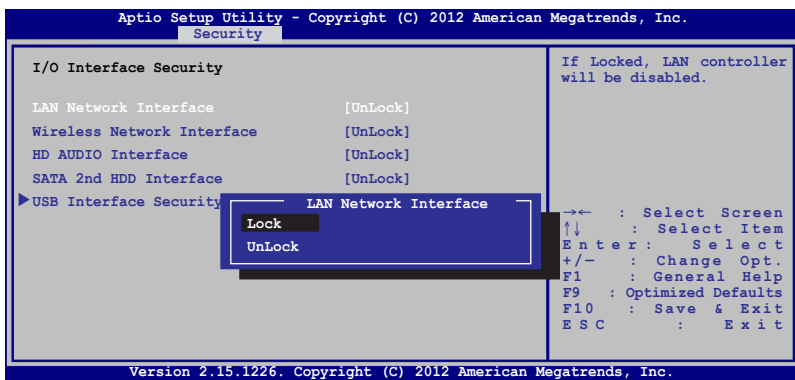 Aptio Setup Utility - Copyright (C) 2012 American Megatrends, Inc.
Security
I/O Interface Security
LAN Network Interface [UnLock]
Wireless Network Interface [UnLock]
HD AUDIO Interface [UnLock]
SATA 2nd HDD Interface [UnLock]
USB Interface Security
LAN Network Interface
Lock
UnLock
If Locked, LAN controller
will be disabled.
→← : Select Screen
↑↓ : Select Item
Enter: Select
+/— : Change Opt.
F1 : General Help
F9 : Optimized Defaults
F10 : Save & Exit
ESC : Exit
Version 2.15.1226. Copyright (C) 2012 American Megatrends, Inc.